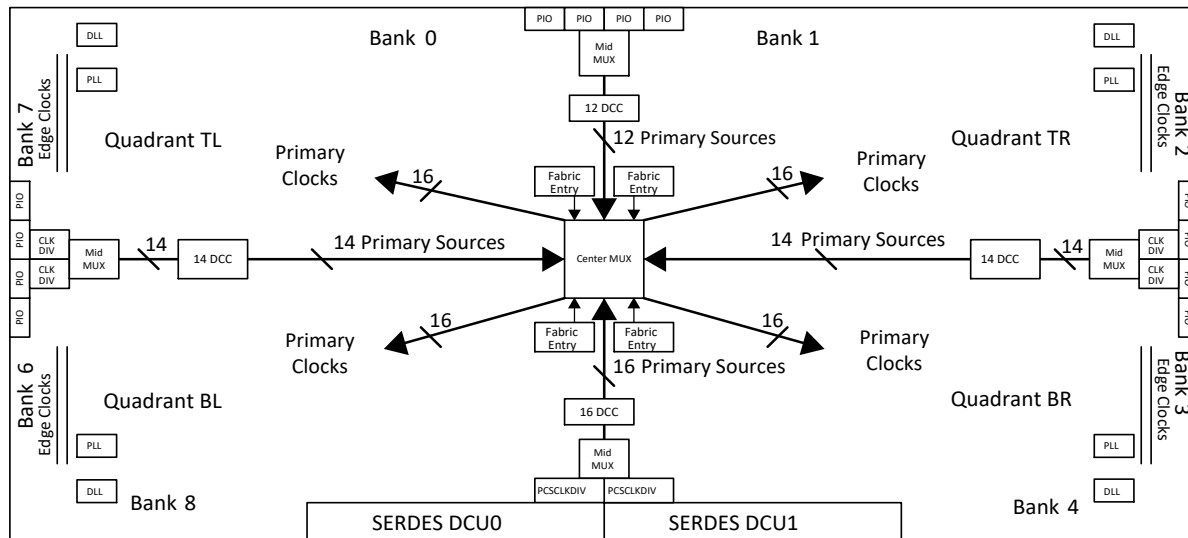 PIO PIO PIO PIO
Bank 0
Bank 1
DLL
DLL
Mid
MUX
PLL
PLL
Bank 7
Edge Clocks
Bank 2
Edge Clocks
12 DCC
Quadrant TL
12 Primary Sources
Quadrant TR
Primary
Clocks
16
Fabric
Entry
Fabric
Entry
16
Primary
Clocks
PIO
PIO
PIO
PIO
CLK
DIV
CLK
DIV
Mid
MUX
14
14 DCC
14 Primary Sources
Center MUX
14 Primary Sources
14 DCC
14
Mid
MUX
CLK
DIV
CLK
DIV
PIO
PIO
PIO
PIO
Primary
Clocks
16
Fabric
Entry
Fabric
Entry
16
Primary
Clocks
16 Primary Sources
Bank 6
Edge Clocks
Bank 3
Edge Clocks
Quadrant BL
16 DCC
Quadrant BR
PLL
Mid
MUX
PLL
DLL
Bank 8
PCSCLKDIV PCSCLKDIV
Bank 4
DLL
SERDES DCU0
SERDES DCU1